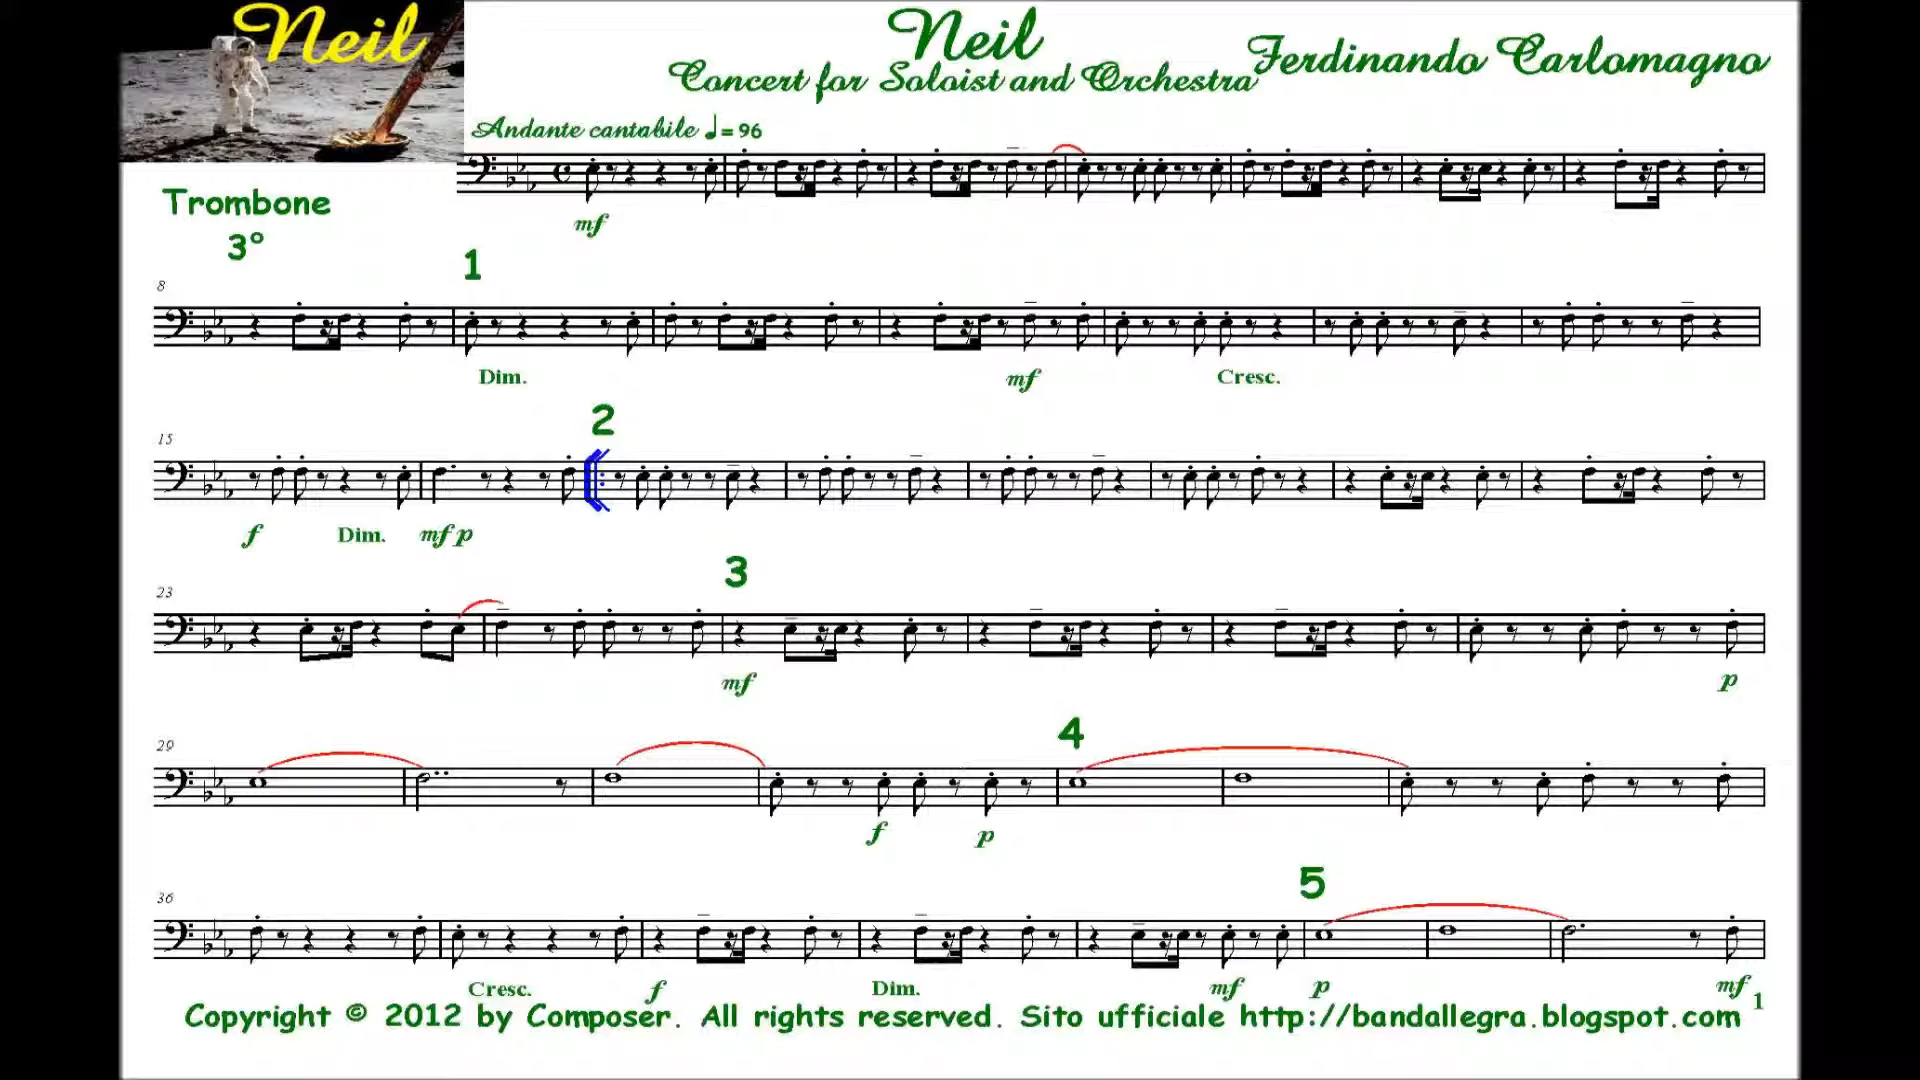 Neil
Neil
Concert for Soloist and Orchestra
Ferdinando Carlomagno
Andante cantabile ♩= 96
Trombone
3°
mf
1
8
Dim.
mf
Cresc.
2
15
f
Dim.
mf p
3
23
mf
p
4
29
f
p
5
36
Cresc.
f
Dim.
mf
p
mf
1
Copyright © 2012 by Composer. All rights reserved. Sito ufficiale http://bandallegra.blogspot.com